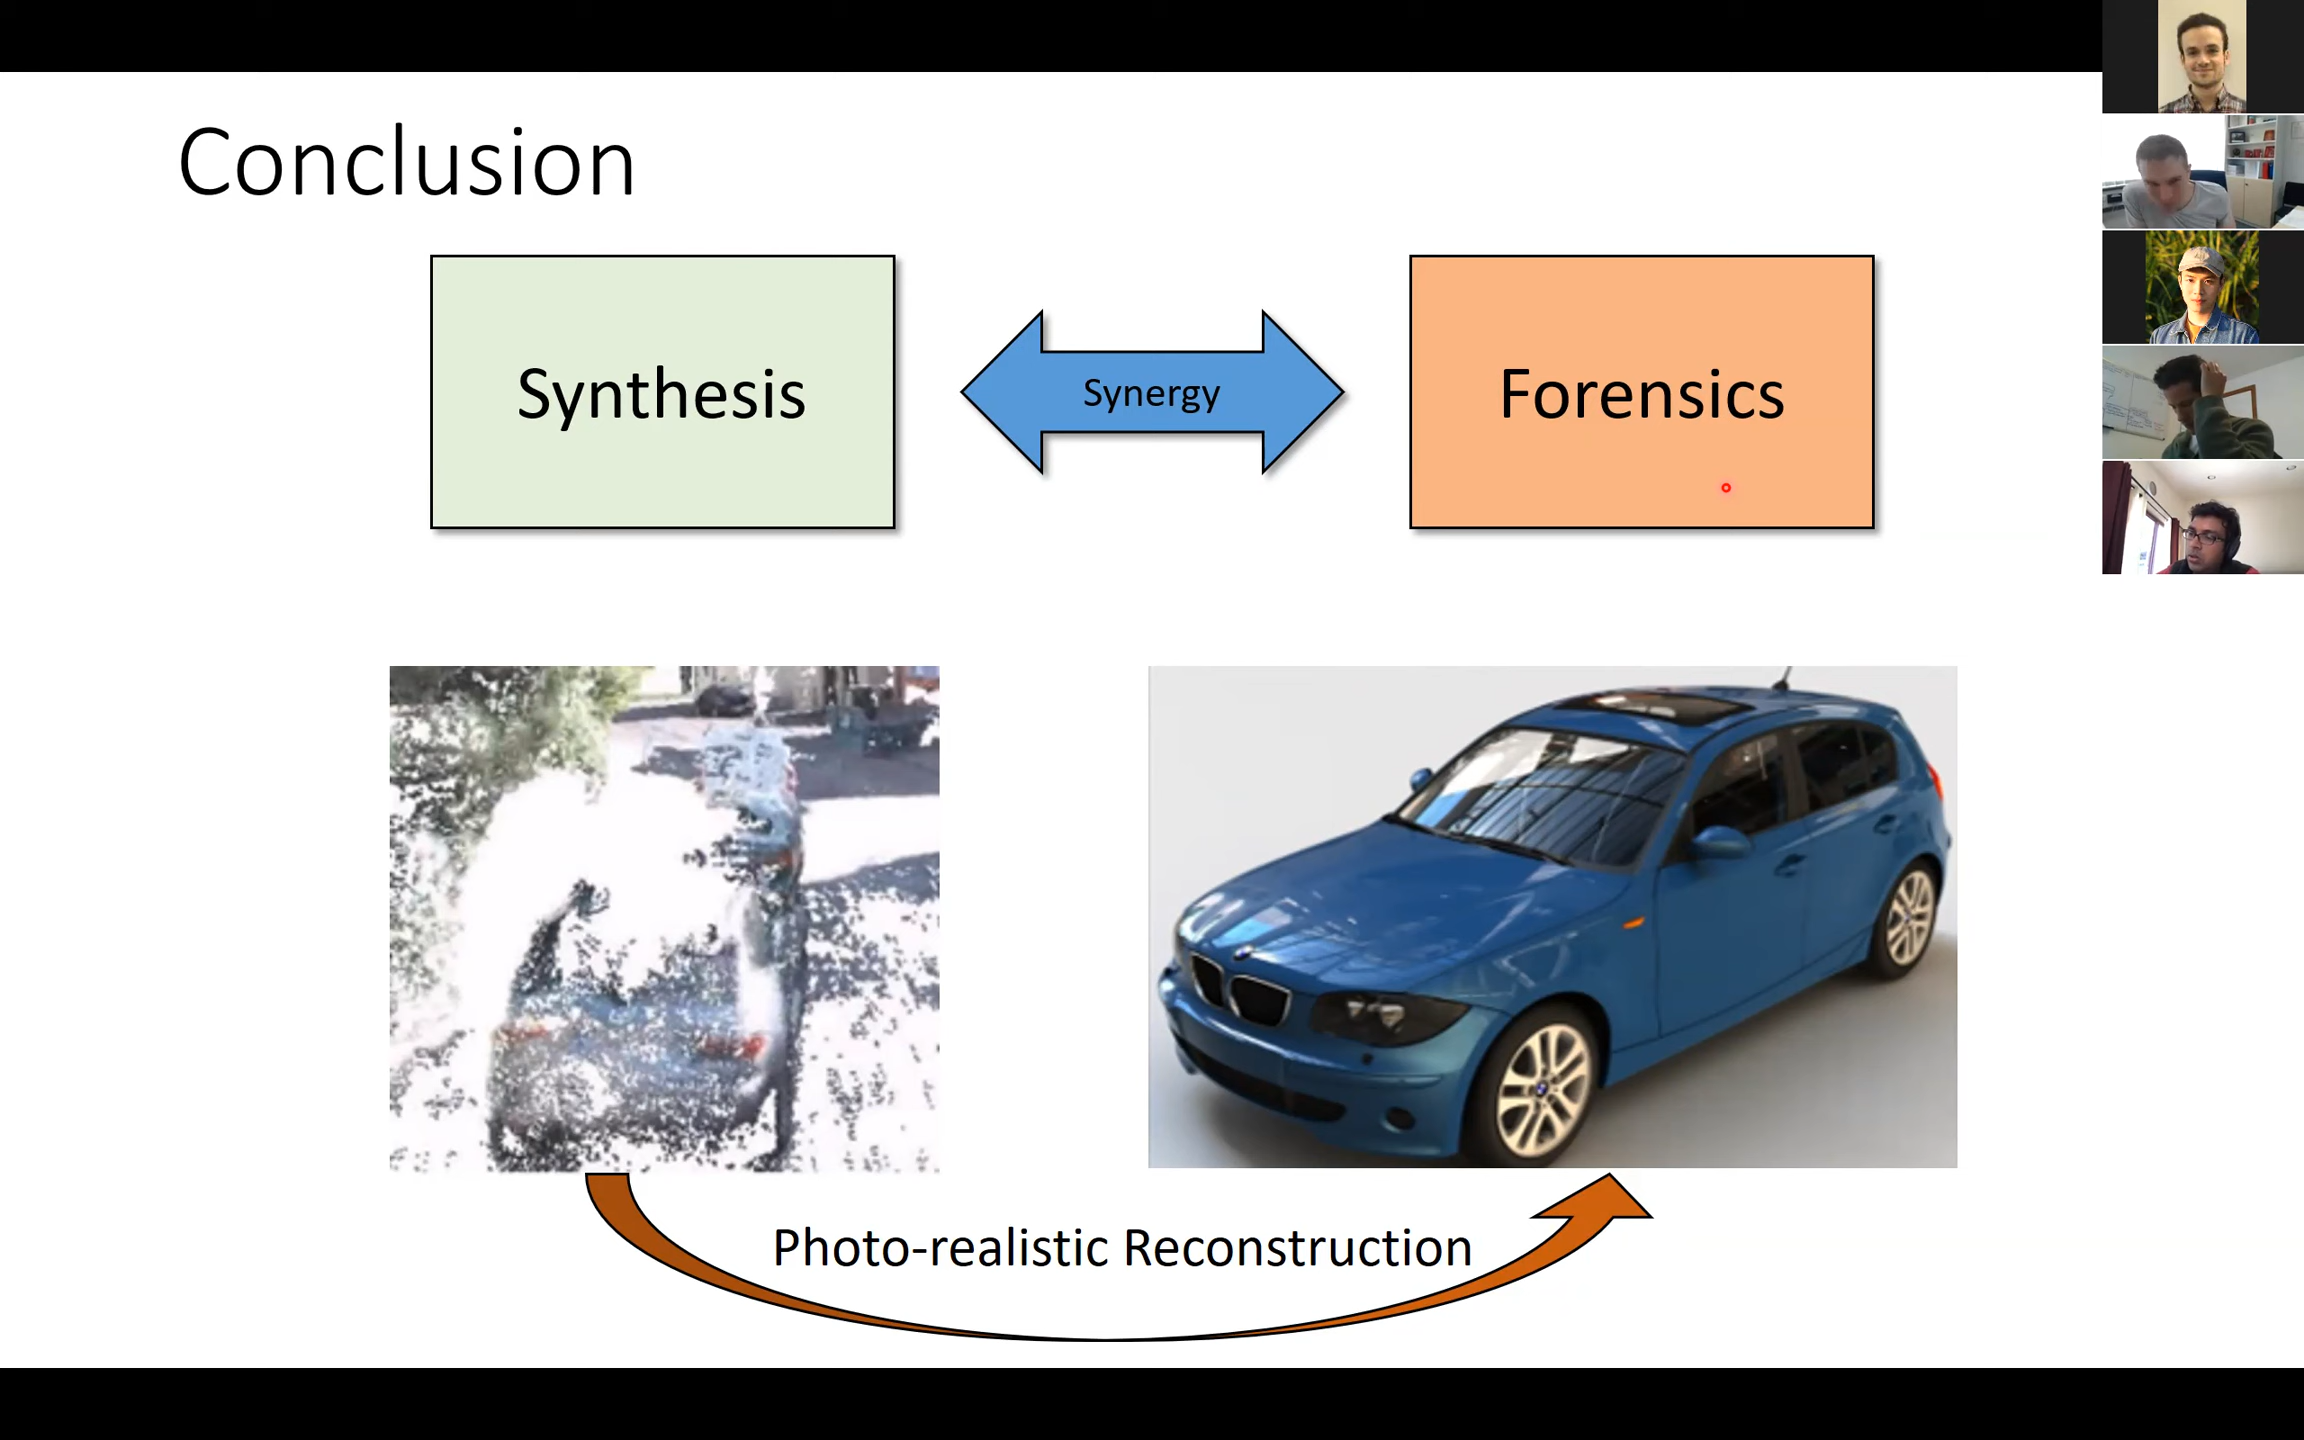 Conclusion
Synthesis
Synergy
Forensics
Photo-realistic Reconstruction